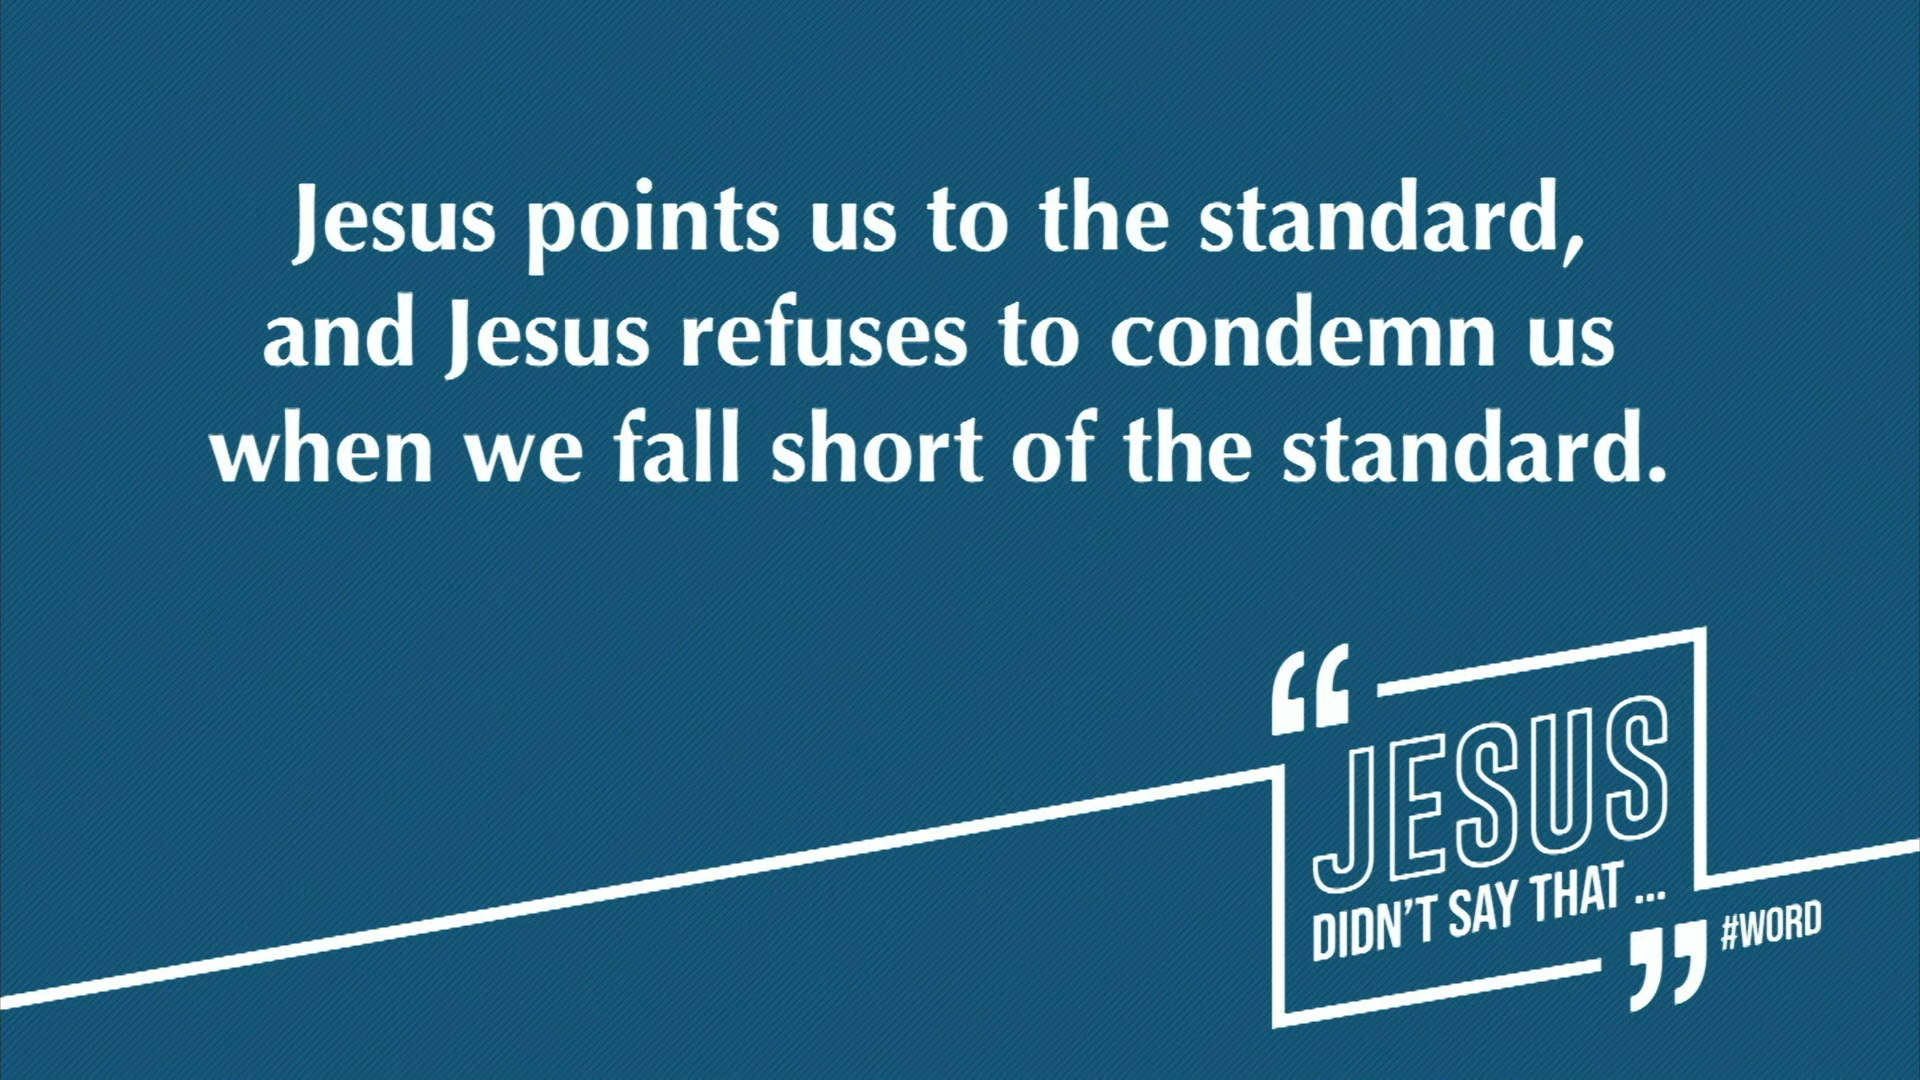 Jesus points us to the standard,
and Jesus refuses to condemn us
when we fall short of the standard.
“JESUS
DIDN’T SAY THAT ...”
#WORD